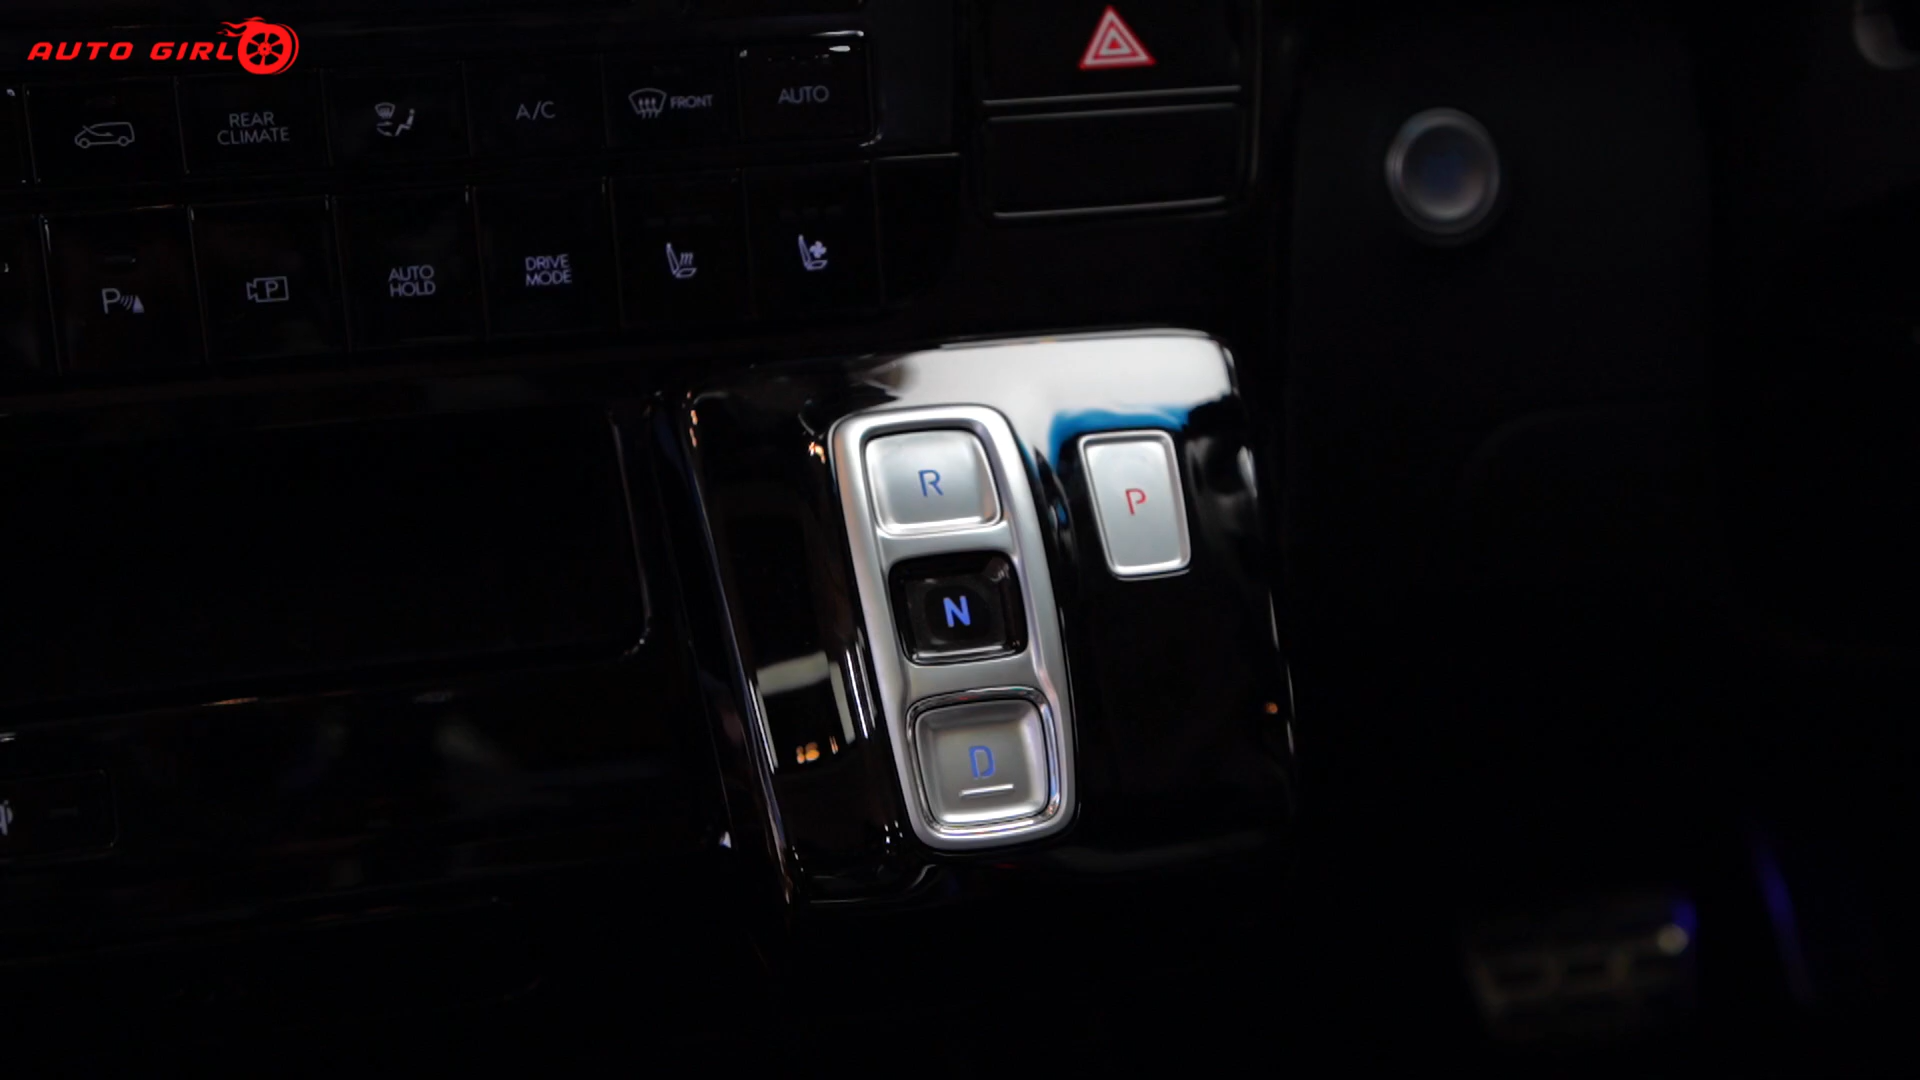 AUTO GIRL
REAR
CLIMATE
A/C
FRONT
AUTO
P
P
AUTO
HOLD
DRIVE
MODE
R
P
N
D